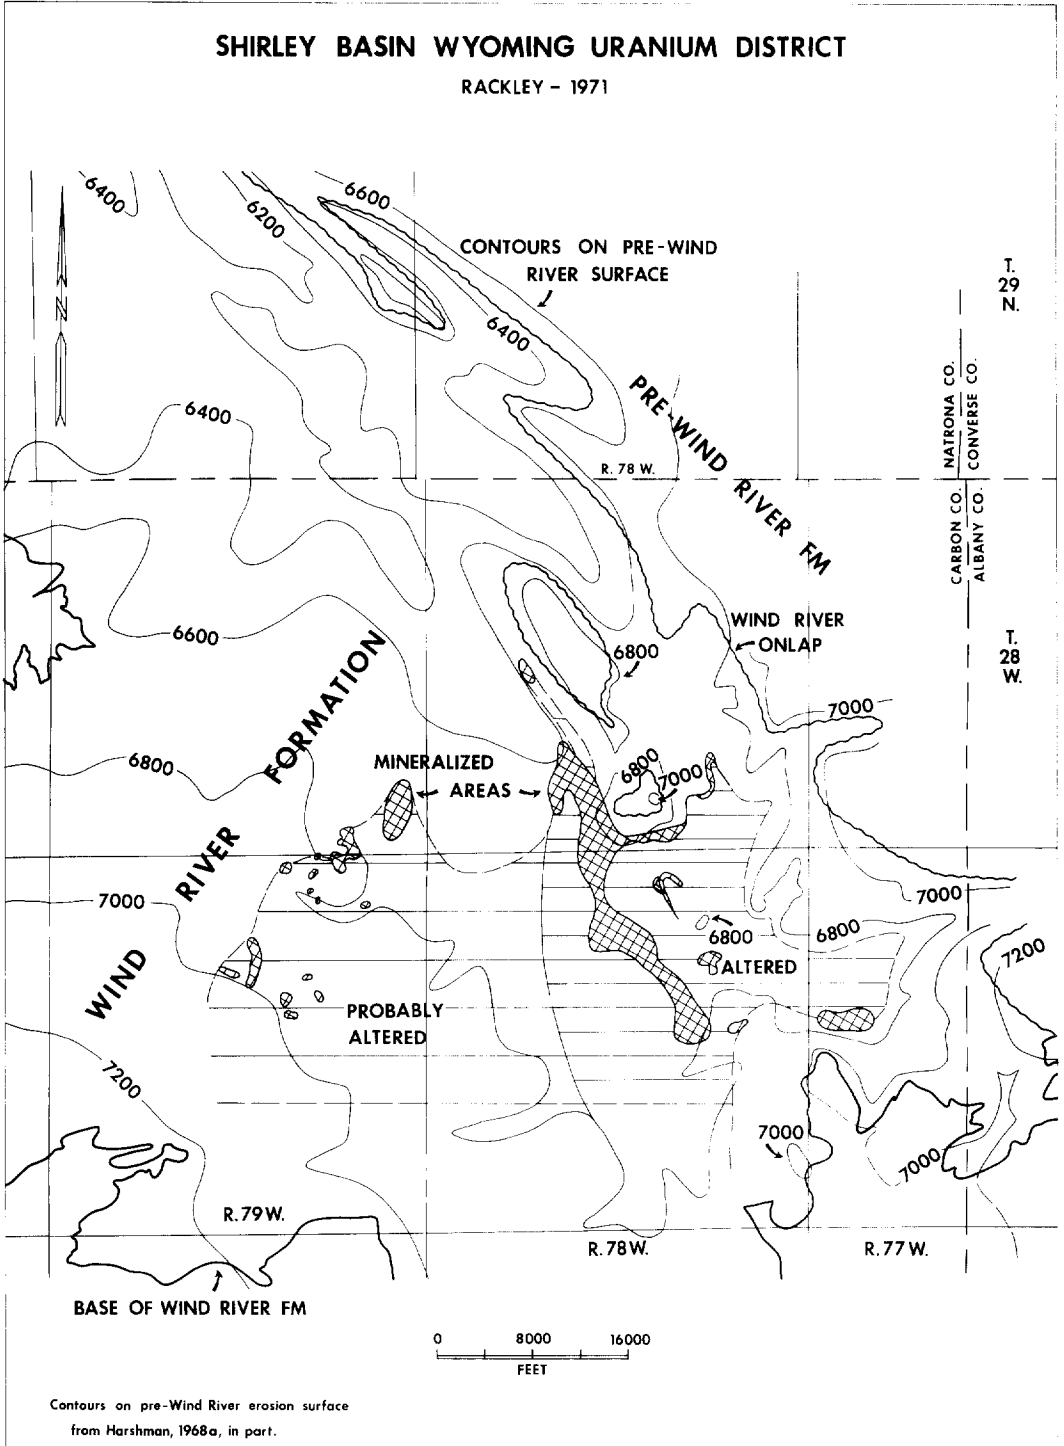 SHIRLEY BASIN WYOMING URANIUM DISTRICT
RACKLEY - 1971
6400
6200
6600
CONTOURS ON PRE-WIND
RIVER SURFACE
T.
29
N.
N
6400
PRE-WIND RIVER FM
NATRONA CO.
CONVERSE CO.
6400
R. 78 W.
CARBON CO.
ALBANY CO.
6600
WIND RIVER
ONLAP
6800
T.
28
W.
7000
WIND RIVER FORMATION
6800
MINERALIZED
AREAS
6800
7000
7000
7000
6800
6800
7200
ALTERED
PROBABLY
ALTERED
7200
7000
7000
R.79W.
R.78W.
R.77W.
BASE OF WIND RIVER FM
0 8000 16000
FEET
Contours on pre-Wind River erosion surface
from Harshman, 1968a, in part.